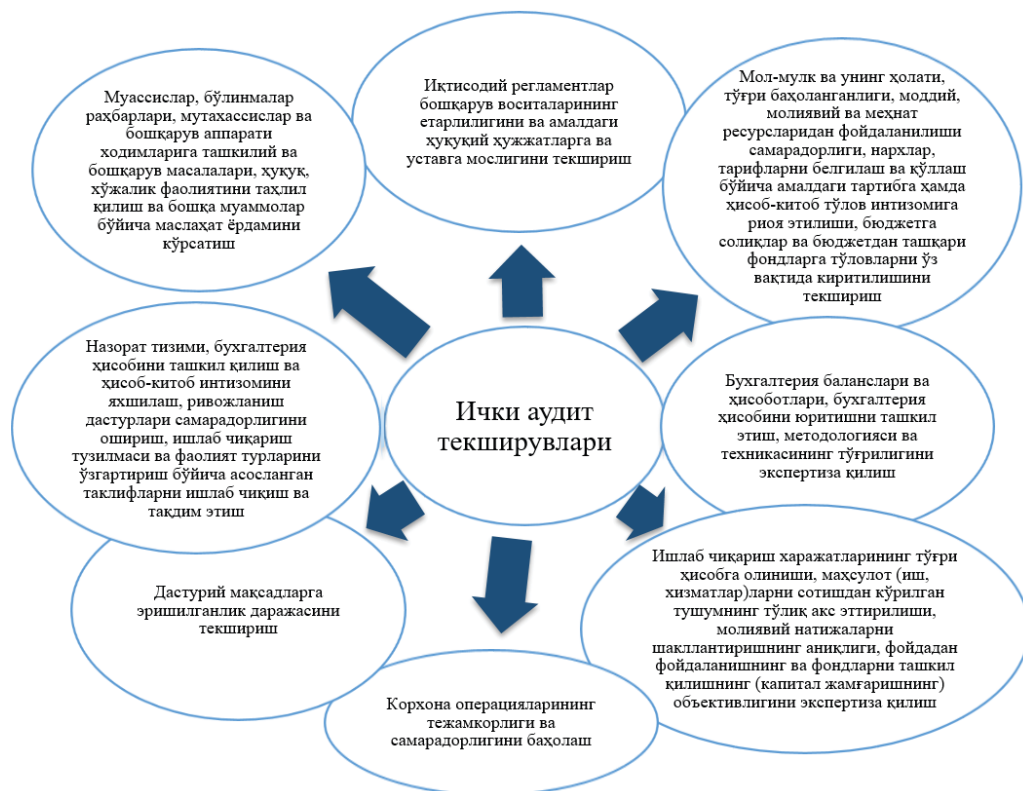 Муассислар, бўлинмалар
раҳбарлари, мутахассислар ва
бошқарув аппарати
ходимларига ташкилий ва
бошқарув масалалари, ҳуқуқ,
хўжалик фаолиятини таҳлил
қилиш ва бошқа муаммолар
бўйича маслаҳат ёрдамини
кўрсатиш
Иқтисодий регламентлар
бошқарув воситаларининг
етарлилигини ва амалдаги
ҳуқуқий ҳужжатларга ва
уставга мослигини текшириш
Мол-мулк ва унинг ҳолати,
тўғри баҳоланганлиги, моддий,
молиявий ва меҳнат
ресурсларидан фойдаланилиши
самарадорлиги, нархлар,
тарифларни белгилаш ва қўллаш
бўйича амалдаги тартибга ҳамда
ҳисоб-китоб тўлов интизомига
риоя этилиши, бюджетга
солиқлар ва бюджетдан ташқари
фондларга тўловларни ўз
вақтида киритилишини
текшириш
Назорат тизими, бухгалтерия
ҳисобини ташкил қилиш ва
ҳисоб-китоб интизомини
яхшилаш, ривожланиш
дастурлари самарадорлигини
ошириш, ишлаб чиқариш
тузилмаси ва фаолият турларини
ўзгартириш бўйича асосланган
таклифларни ишлаб чиқиш ва
тақдим этиш
Ички аудит
текширувлари
Бухгалтерия баланслари ва
ҳисоботлари, бухгалтерия
ҳисобини юритишни ташкил
этиш, методологияси ва
техникасининг тўғрилигини
экспертиза қилиш
Дастурий мақсадларга
эришилганлик даражасини
текшириш
Корхона операцияларининг
тежамкорлиги ва
самарадорлигини баҳолаш
Ишлаб чиқариш харажатларининг тўғри
ҳисобга олиниши, маҳсулот (иш,
хизматлар)ларни сотишдан кўрилган
тушумнинг тўлиқ акс эттирилиши,
молиявий натижаларни
шакллантиришнинг аниқлиги, фойдадан
фойдаланишнинг ва фондларни ташкил
қилишнинг (капитал жамғаришнинг)
объективлигини экспертиза қилиш